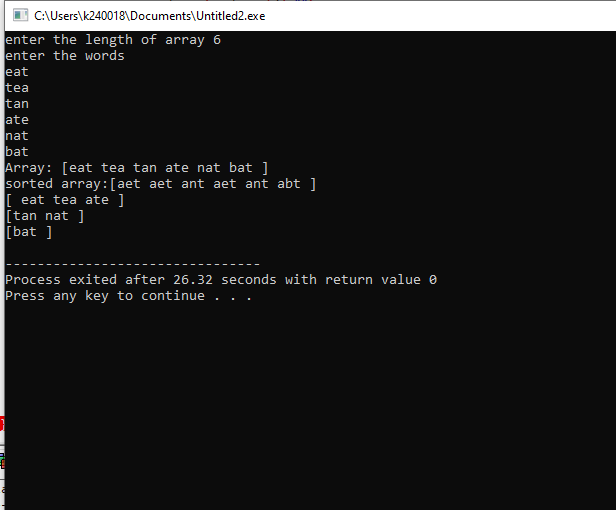 C:\Users\k240018\Documents\Untitled2.exe
enter the length of array 6
enter the words
eat
tea
tan
ate
nat
bat
Array: [eat tea tan ate nat bat ]
sorted array:[aet aet ant aet ant abt ]
[ eat tea ate ]
[tan nat ]
[bat ]
--------------------------------
Process exited after 26.32 seconds with return value 0
Press any key to continue . . .